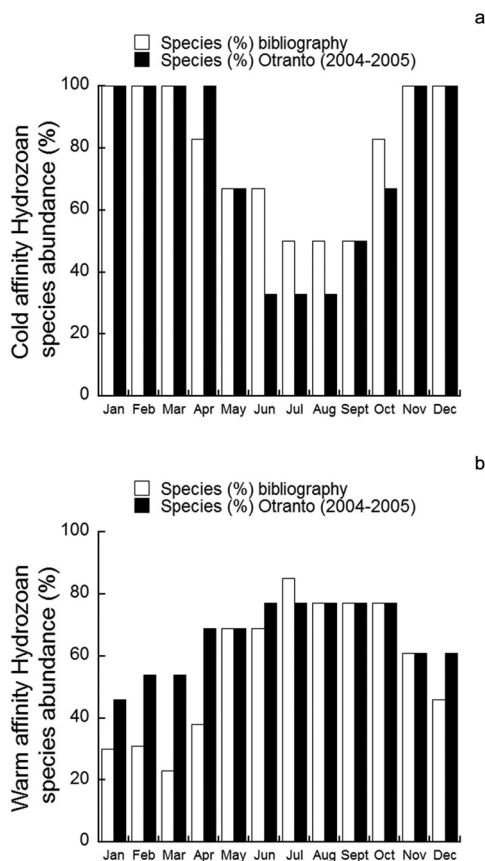 a
Species (%) bibliography
Species (%) Otranto (2004-2005)
Cold affinity Hydrozoan
species abundance (%)
100
80
60
40
20
0
Jan Feb Mar Apr May Jun Jul Aug Sept Oct Nov Dec
b
Species (%) bibliography
Species (%) Otranto (2004-2005)
Warm affinity Hydrozoan
species abundance (%)
100
80
60
40
20
0
Jan Feb Mar Apr May Jun Jul Aug Sept Oct Nov Dec